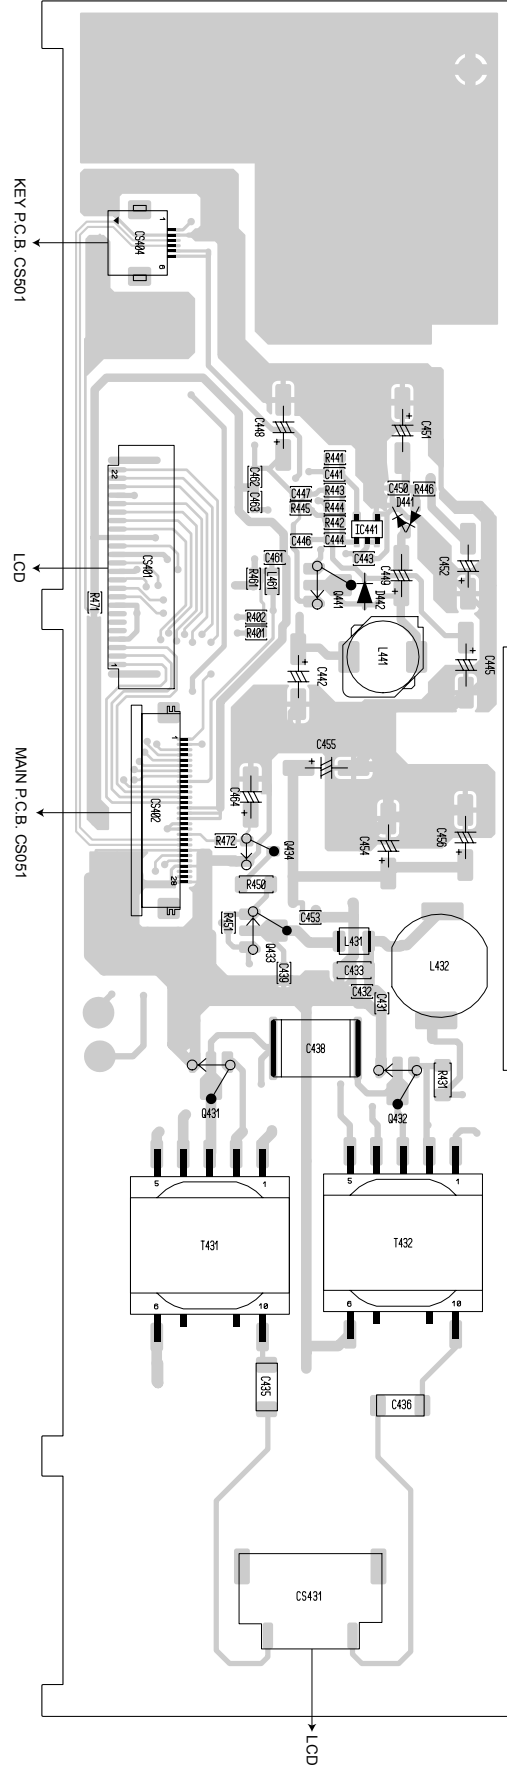 KEY P.C.B. CS501
1
CS404
6
C448
C451
R441
C441
R443
R444
R442
C444
C447
R445
C446
C462
C463
C450
R446
D441
IC441
C443
22
CS401
1
LCD
R471
C461
R461
L461
R402
R401
Q441
D442
C449
C452
L441
C445
C442
C455
MAIN P.C.B. CS051
1
CS402
28
C464
R472
Q434
R450
C454
C456
R451
Q433
C453
C439
L431
C433
C432
C431
L432
C438
Q431
Q432
R431
5
1
T431
6
10
5
1
T432
6
10
C435
C436
CS431
LCD